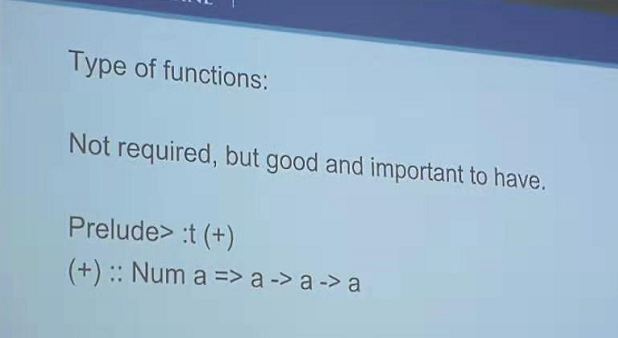 Type of functions:
Not required, but good and important to have.
Prelude> :t (+)
(+) :: Num a => a -> a -> a